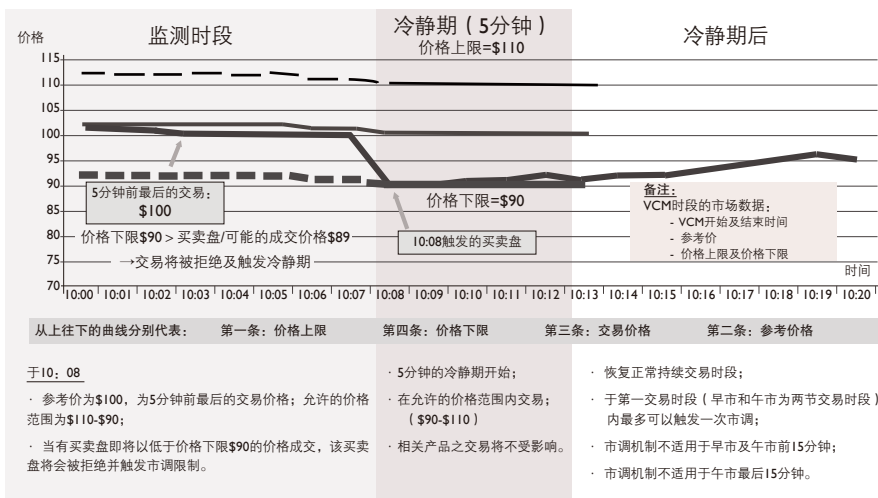 价格
监测时段
冷静期（5分钟）
价格上限=$110
冷静期后
115
110
105
100
95
90
85
80
75
70
5分钟前最后的交易：
$100
价格下限$90 > 买卖盘/可能的成交价格$89
→交易将被拒绝及触发冷静期
价格下限=$90
10:08触发的买卖盘
备注：
VCM时段的市场数据：
- VCM开始及结束时间
- 参考价
- 价格上限及价格下限
时间
10:00 10:01 10:02 10:03 10:04 10:05 10:06 10:07 10:08 10:09 10:10 10:11 10:12 10:13 10:14 10:15 10:16 10:17 10:18 10:19 10:20
从上往下的曲线分别代表： 第一条：价格上限 第四条：价格下限 第三条：交易价格 第二条：参考价格
于10：08
· 参考价为$100，为5分钟前最后的交易价格；允许的价格
范围为$110-$90；
· 当有买卖盘即将以低于价格下限$90的价格成交，该买卖
盘将会被拒绝并触发市调限制。
· 5分钟的冷静期开始；
· 在允许的价格范围内交易；
（$90-$110）
· 相关产品之交易将不受影响。
· 恢复正常持续交易时段；
· 于第一交易时段（早市和午市为两节交易时段）
内最多可以触发一次市调；
· 市调机制不适用于早市及午市前15分钟；
· 市调机制不适用于午市最后15分钟。